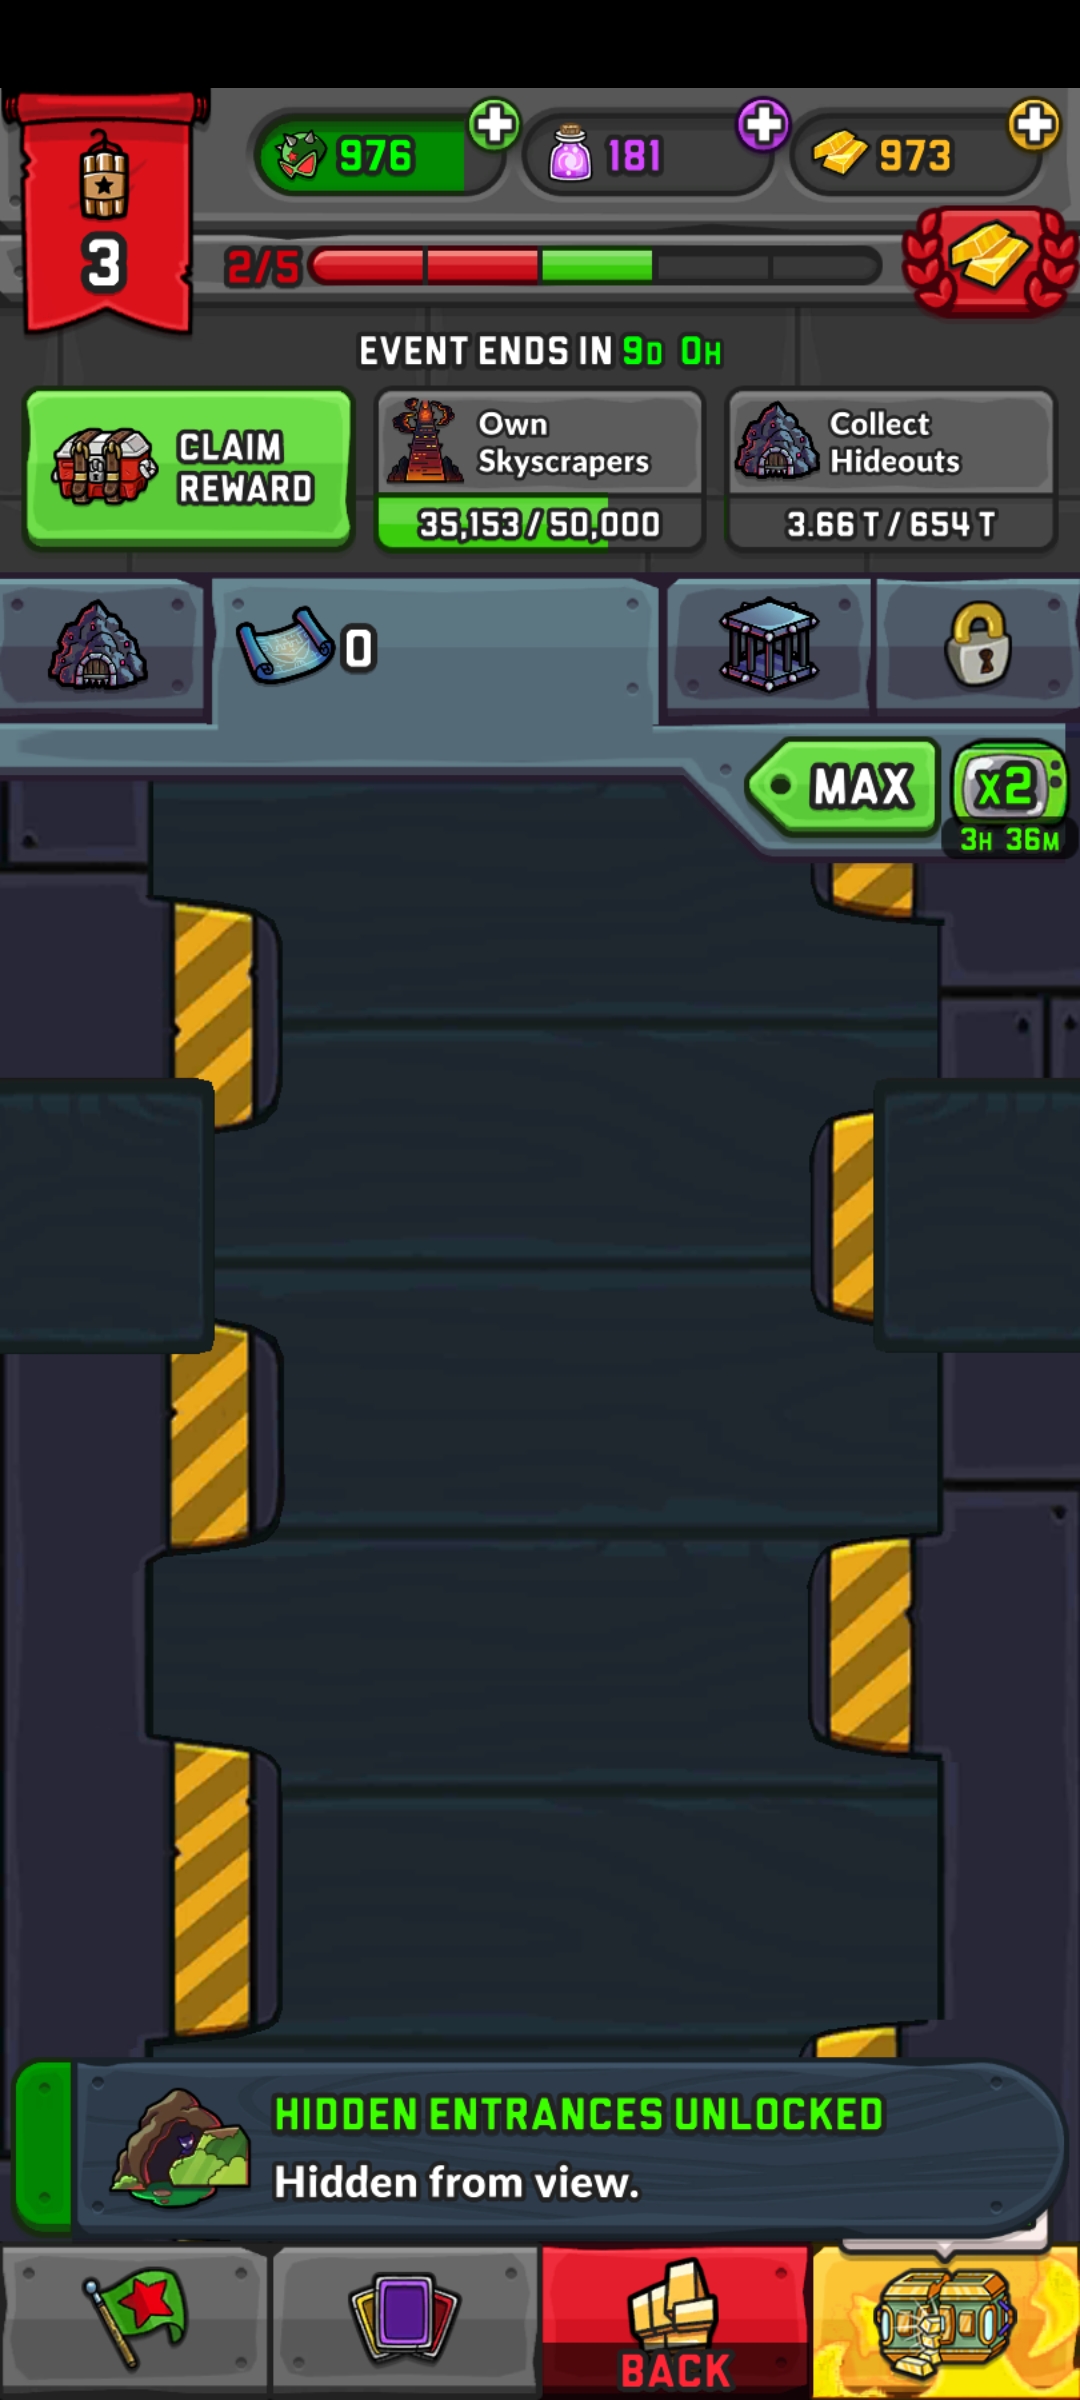 976
181
973
3
2/5
EVENT ENDS IN 9D 0H
CLAIM
REWARD
Own
Skyscrapers
35,153/50,000
Collect
Hideouts
3.66 T / 654 T
0
MAX
x2
3H 36M
HIDDEN ENTRANCES UNLOCKED
Hidden from view.
BACK